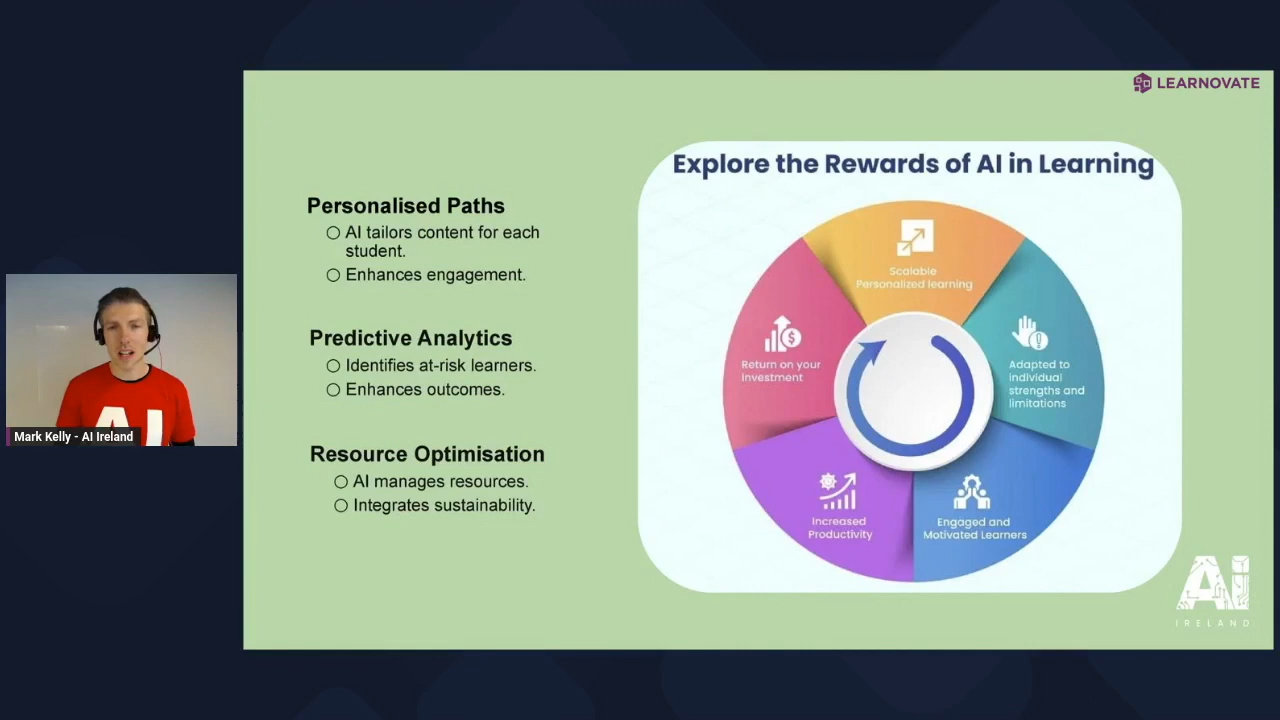 LEARNOVATE
Explore the Rewards of AI in Learning
Personalised Paths
○ AI tailors content for each
student.
○ Enhances engagement.
Predictive Analytics
○ Identifies at-risk learners.
○ Enhances outcomes.
Resource Optimisation
○ AI manages resources.
○ Integrates sustainability.
Scalable
Personalized learning
Adapted to
individual
strengths and
limitations
Engaged and
Motivated Learners
Increased
Productivity
Return on your
investment
AI
Mark Kelly - AI Ireland
Ai
IRELAND